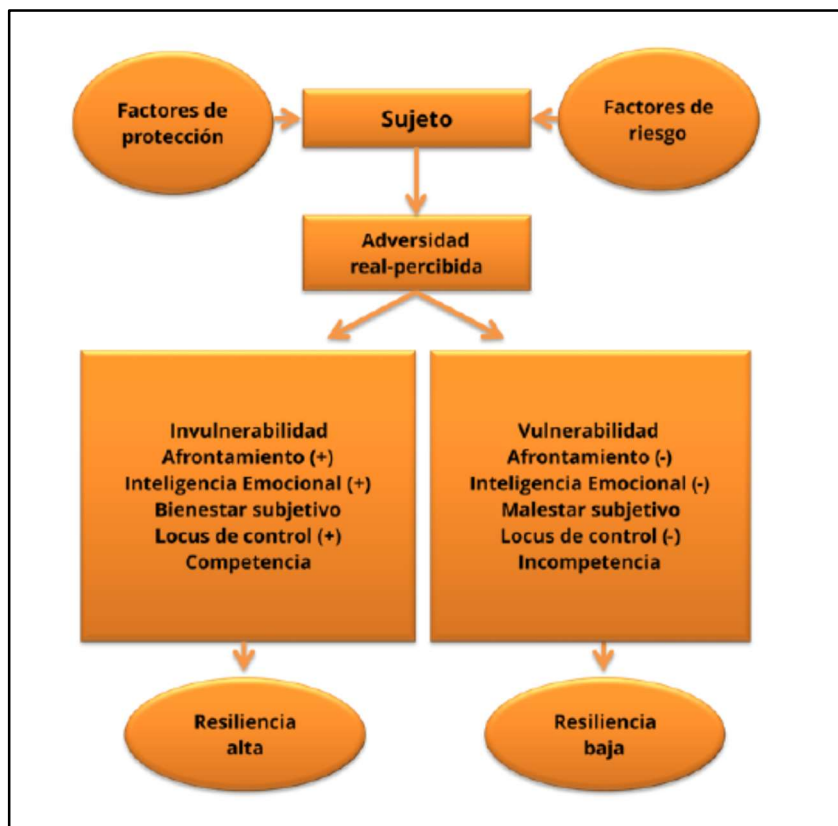 Factores de
protección
Sujeto
Factores de
riesgo
Adversidad
real-percibida
Invulnerabilidad
Afrontamiento (+)
Inteligencia Emocional (+)
Bienestar subjetivo
Locus de control (+)
Competencia
Vulnerabilidad
Afrontamiento (-)
Inteligencia Emocional (-)
Malestar subjetivo
Locus de control (-)
Incompetencia
Resiliencia
alta
Resiliencia
baja